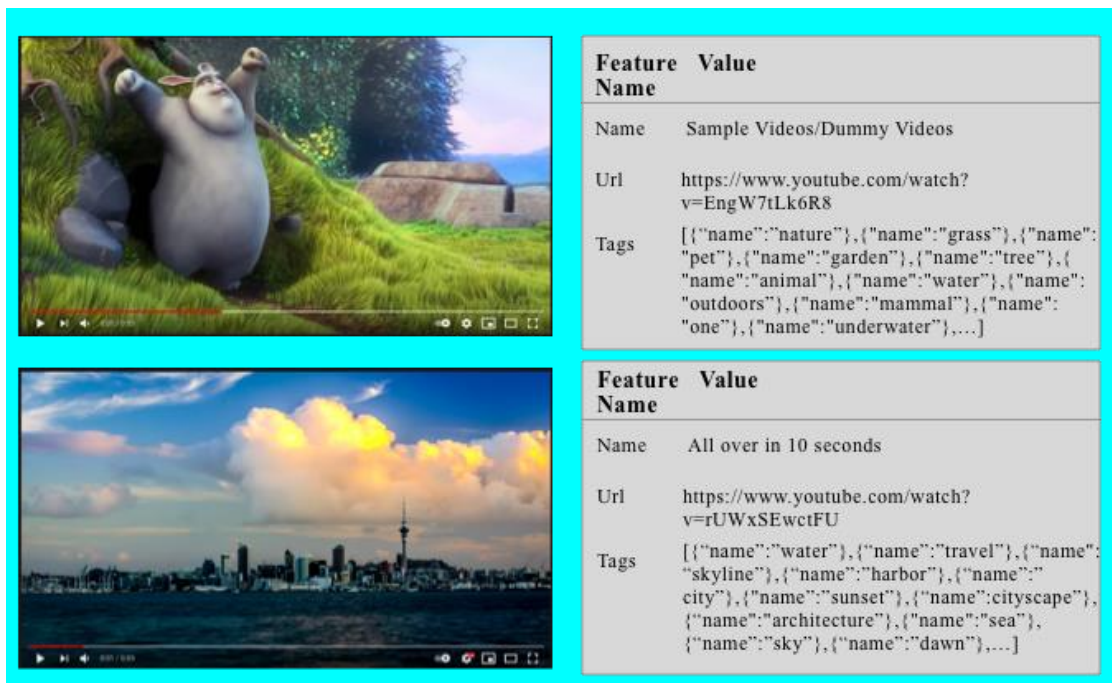 Feature Value
Name
Name Sample Videos/Dummy Videos
Url https://www.youtube.com/watch?
v=EngW7tLk6R8
Tags [{“name”:”nature”},{"name":"grass”},{"name":
"pet”},{"name":"garden”},{"name":"tree”},{
"name":"animal”},{"name":"water”},{"name":
"outdoors”},{"name":"mammal”},{"name":
"one”},{"name":"underwater”},…]
Feature Value
Name
Name All over in 10 seconds
Url https://www.youtube.com/watch?
v=rUWxSEwctFU
Tags [{“name”:”water”},{“name”:”travel”},{“name”:
“skyline”},{“name”:”harbor”},{“name”:”
city”},{“name”:”sunset”},{“name:cityscape”},
{“name":"architecture”},{"name":"sea”},
{“name":”sky”},{“name”:”dawn”},…]